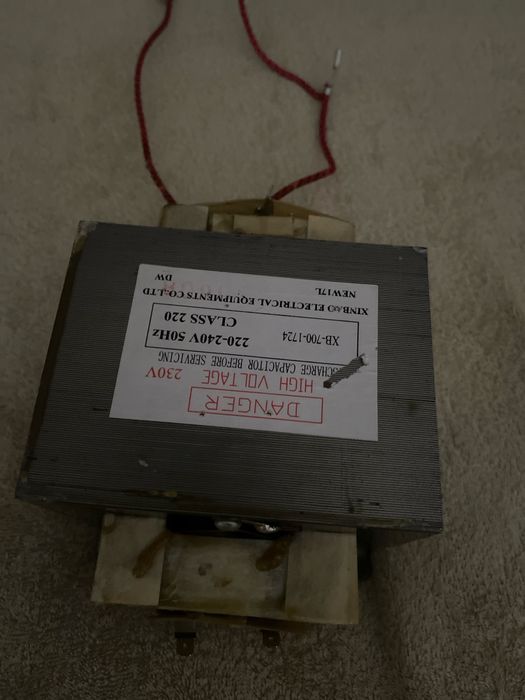 DANGER
HIGH VOLTAGE 230V
CAPACITOR BEFORE SERVICING
220-240V 50Hz
XB-700-1724
CLASS 220
XINBAO ELECTRICAL EQUIPMENTS CO.,LTD
NEW17L DW